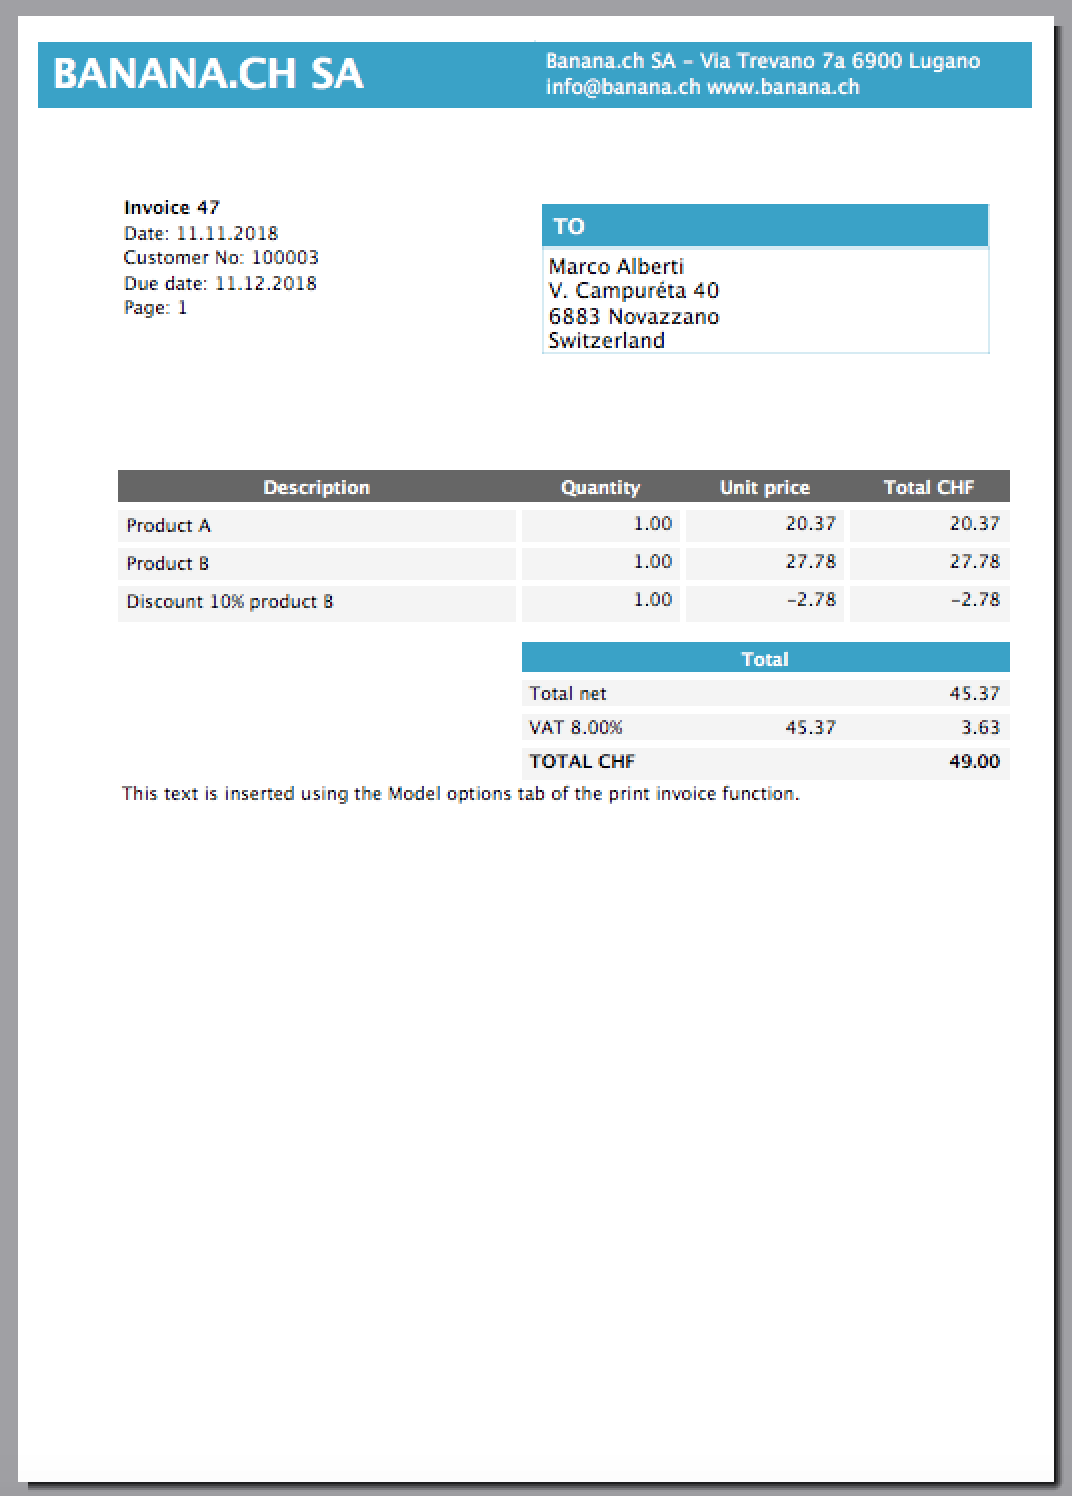 BANANA.CH SA
Banana.ch SA – Via Trevano 7a 6900 Lugano
info@banana.ch www.banana.ch
Invoice 47
Date: 11.11.2018
Customer No: 100003
Due date: 11.12.2018
Page: 1
TO
Marco Alberti
V. Campuréta 40
6883 Novazzano
Switzerland
Description Quantity Unit price Total CHF
Product A 1.00 20.37 20.37
Product B 1.00 27.78 27.78
Discount 10% product B 1.00 –2.78 –2.78
Total
Total net 45.37
VAT 8.00% 45.37 3.63
TOTAL CHF 49.00
This text is inserted using the Model options tab of the print invoice function.